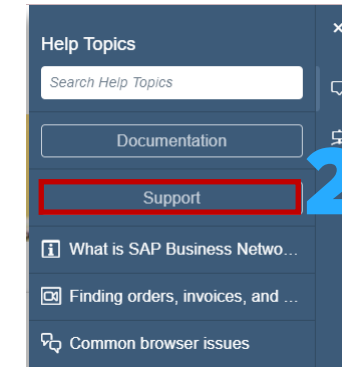 Help Topics
Search Help Topics
Documentation
Support
2
What is SAP Business Netwo...
Finding orders, invoices, and ...
Common browser issues